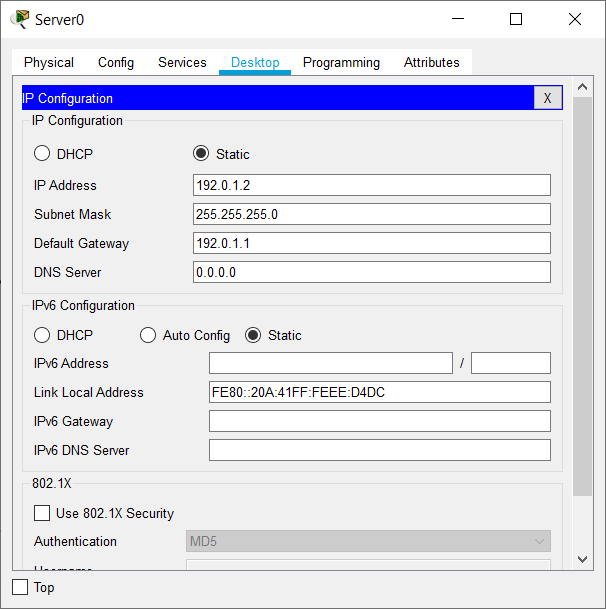 Server0
Physical Config Services Desktop Programming Attributes
IP Configuration X
IP Configuration
DHCP Static
IP Address 192.0.1.2
Subnet Mask 255.255.255.0
Default Gateway 192.0.1.1
DNS Server 0.0.0.0
IPv6 Configuration
DHCP Auto Config Static
IPv6 Address /
Link Local Address FE80::20A:41FF:FEEE:D4DC
IPv6 Gateway
IPv6 DNS Server
802.1X
Use 802.1X Security
Authentication MD5
Username
Top